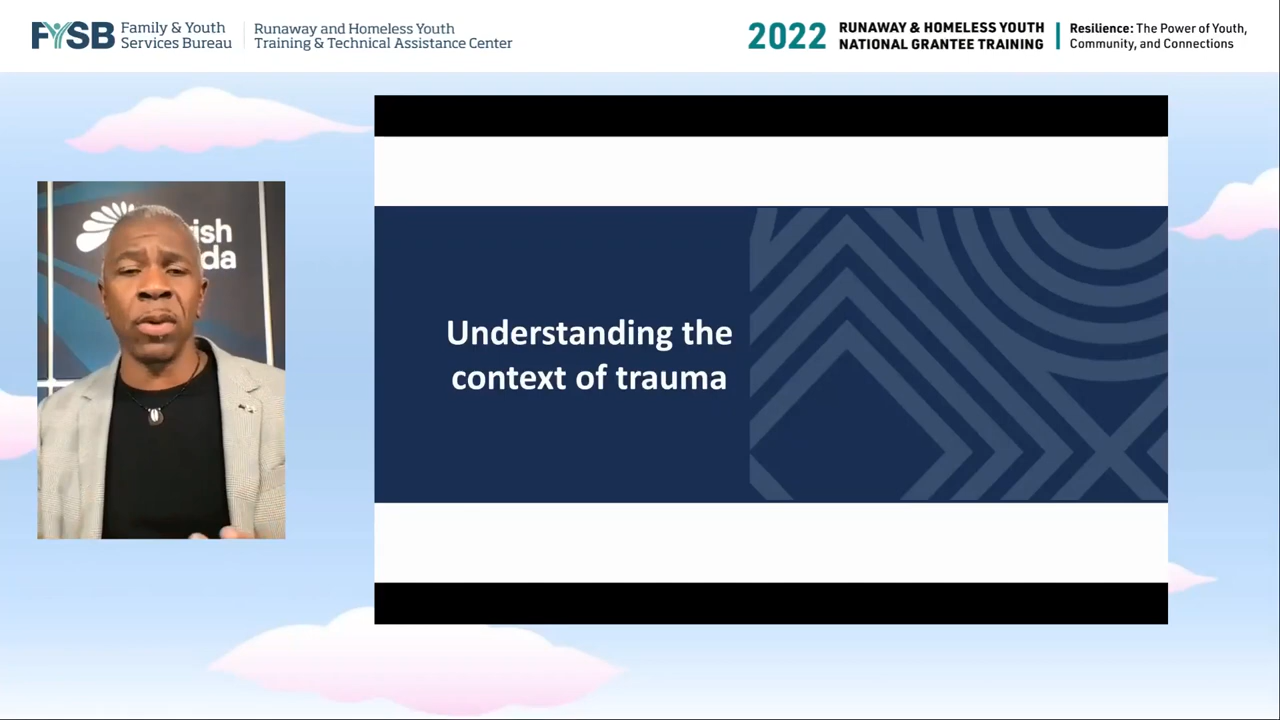 FYSB
Family & Youth
Services Bureau
Runaway and Homeless Youth
Training & Technical Assistance Center
2022
RUNAWAY & HOMELESS YOUTH
NATIONAL GRANTEE TRAINING
Resilience: The Power of Youth,
Community, and Connections
Understanding the
context of trauma